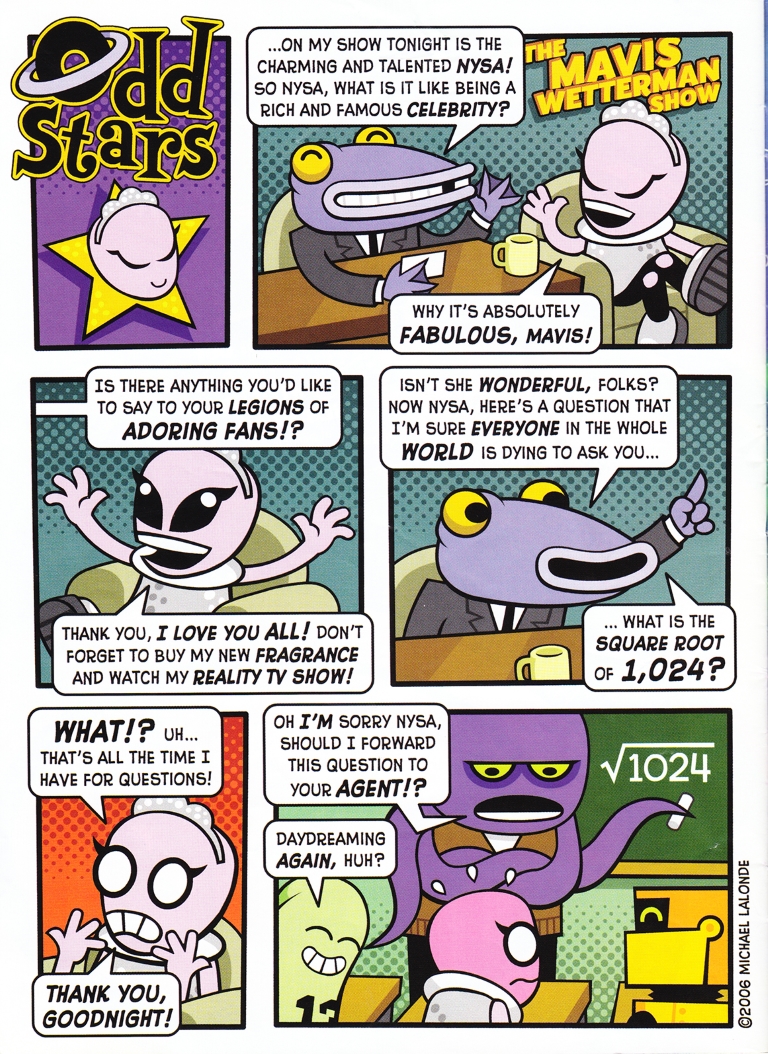 Odd
Stars
...ON MY SHOW TONIGHT IS THE
CHARMING AND TALENTED NYSA!
SO NYSA, WHAT IS IT LIKE BEING A
RICH AND FAMOUS CELEBRITY?
THE
MAVIS
WETTERMAN
SHOW
WHY IT'S ABSOLUTELY
FABULOUS, MAVIS!
IS THERE ANYTHING YOU'D LIKE
TO SAY TO YOUR LEGIONS OF
ADORING FANS!?
THANK YOU, I LOVE YOU ALL! DON'T
FORGET TO BUY MY NEW FRAGRANCE
AND WATCH MY REALITY TV SHOW!
ISN'T SHE WONDERFUL, FOLKS?
NOW NYSA, HERE'S A QUESTION THAT
I'M SURE EVERYONE IN THE WHOLE
WORLD IS DYING TO ASK YOU...
... WHAT IS THE
SQUARE ROOT
OF 1,024?
WHAT!? UH...
THAT'S ALL THE TIME I
HAVE FOR QUESTIONS!
THANK YOU,
GOODNIGHT!
OH I'M SORRY NYSA,
SHOULD I FORWARD
THIS QUESTION TO
YOUR AGENT!?
√1024
DAYDREAMING
AGAIN, HUH?
13
©2006 MICHAEL LALONDE